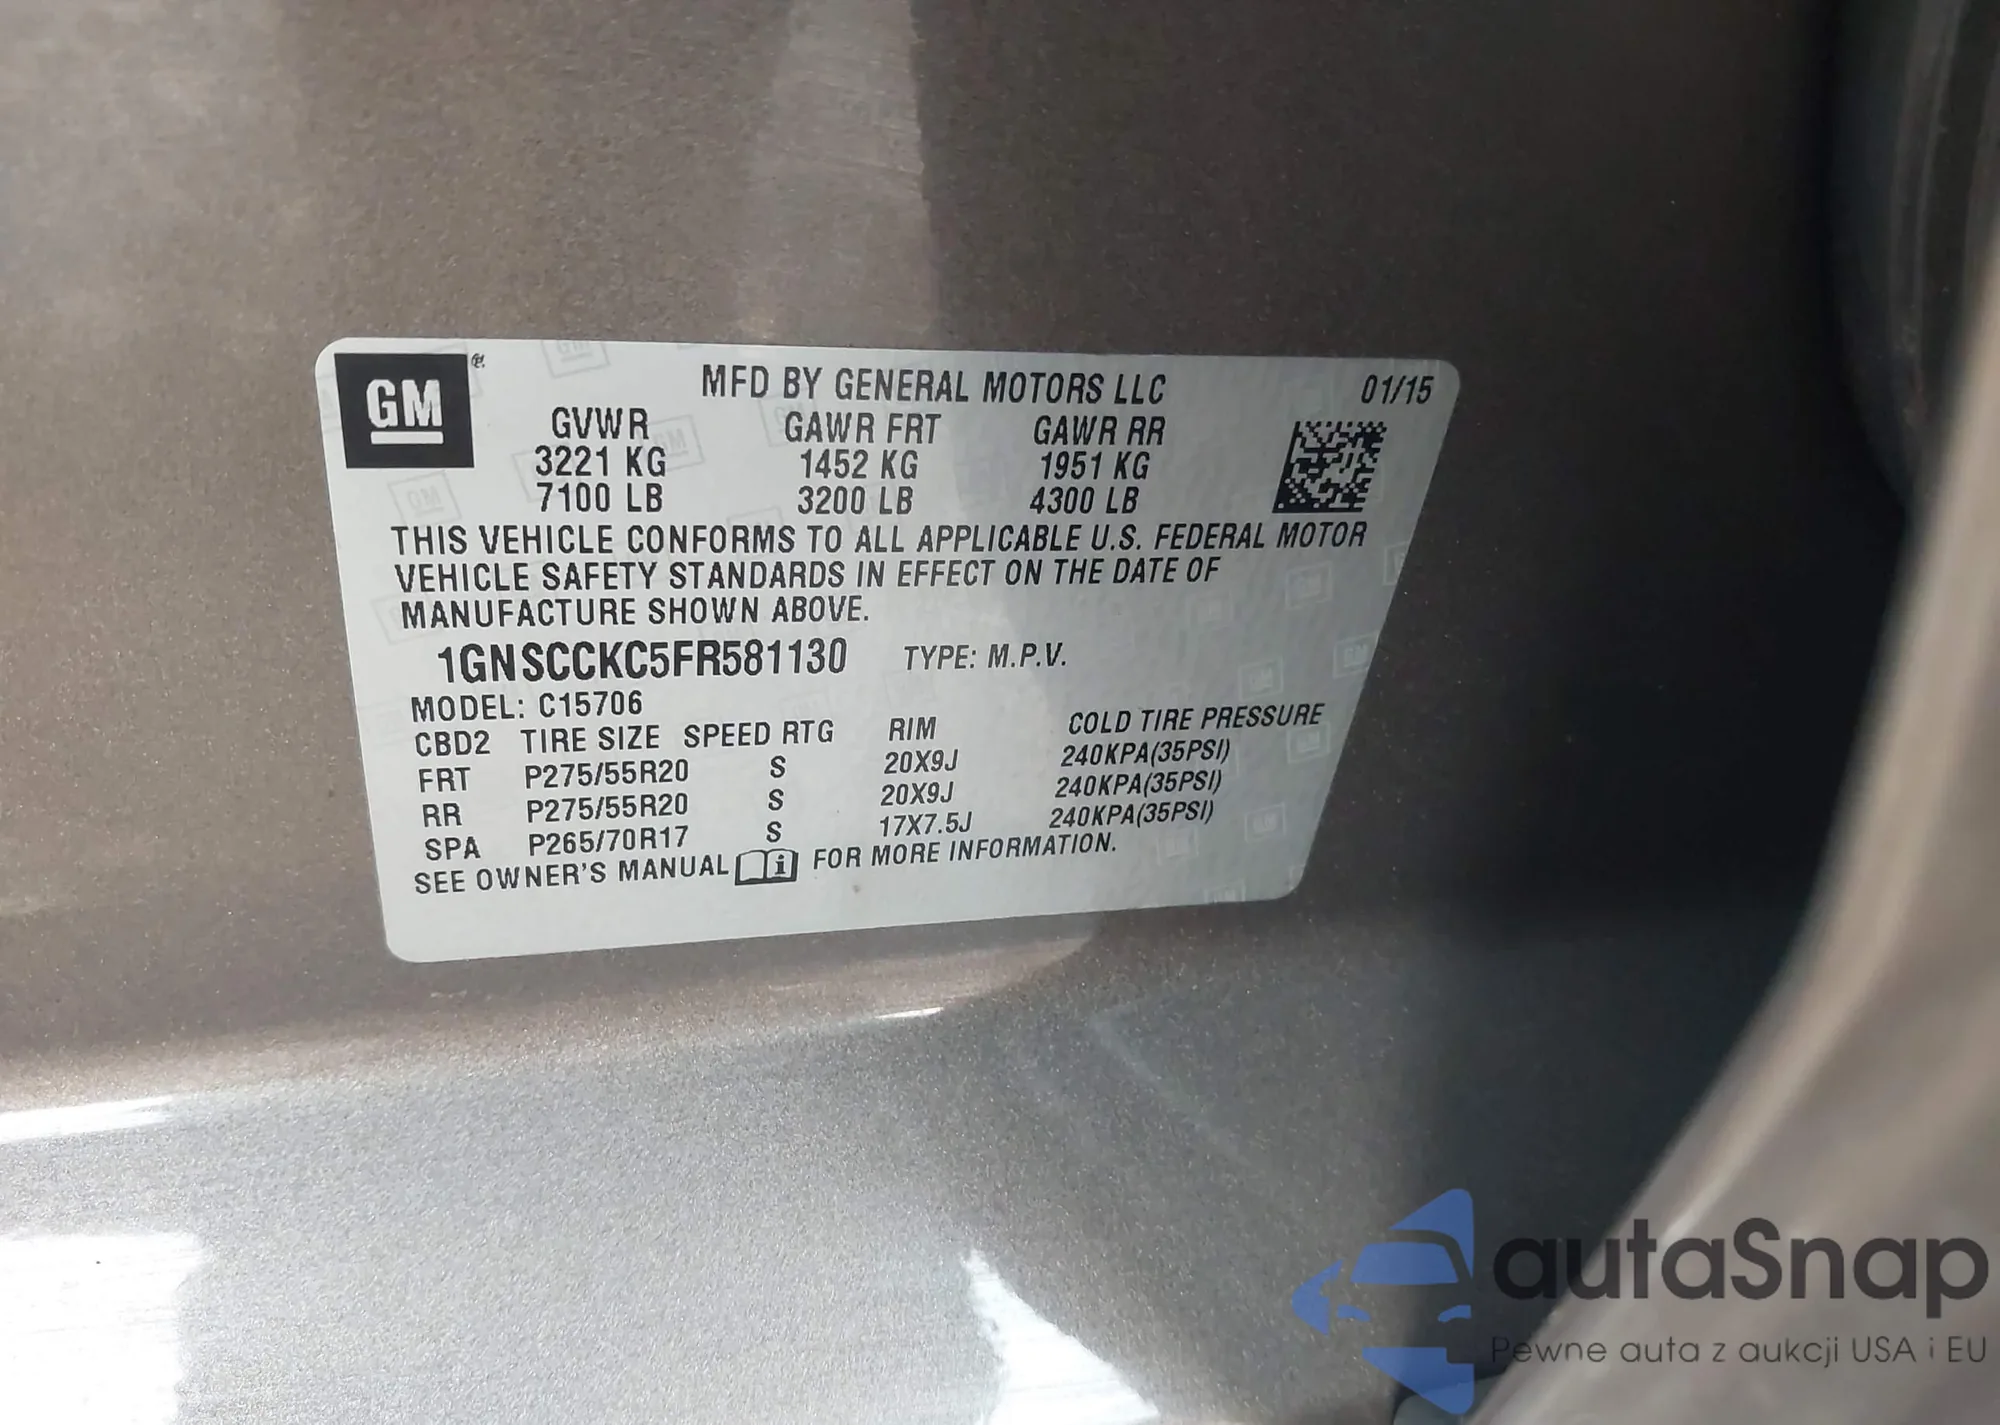 GM
MFD BY GENERAL MOTORS LLC 01/15
GVWR GAWR FRT GAWR RR
3221 KG 1452 KG 1951 KG
7100 LB 3200 LB 4300 LB
THIS VEHICLE CONFORMS TO ALL APPLICABLE U.S. FEDERAL MOTOR
VEHICLE SAFETY STANDARDS IN EFFECT ON THE DATE OF
MANUFACTURE SHOWN ABOVE.
1GNSCCKC5FR581130 TYPE: M.P.V.
MODEL: C15706
CBD2 TIRE SIZE SPEED RTG RIM COLD TIRE PRESSURE
FRT P275/55R20 S 20X9J 240KPA(35PSI)
RR P275/55R20 S 20X9J 240KPA(35PSI)
SPA P265/70R17 S 17X7.5J 240KPA(35PSI)
SEE OWNER'S MANUAL FOR MORE INFORMATION.
autaSnap
Pewne auta z aukcji USA i EU